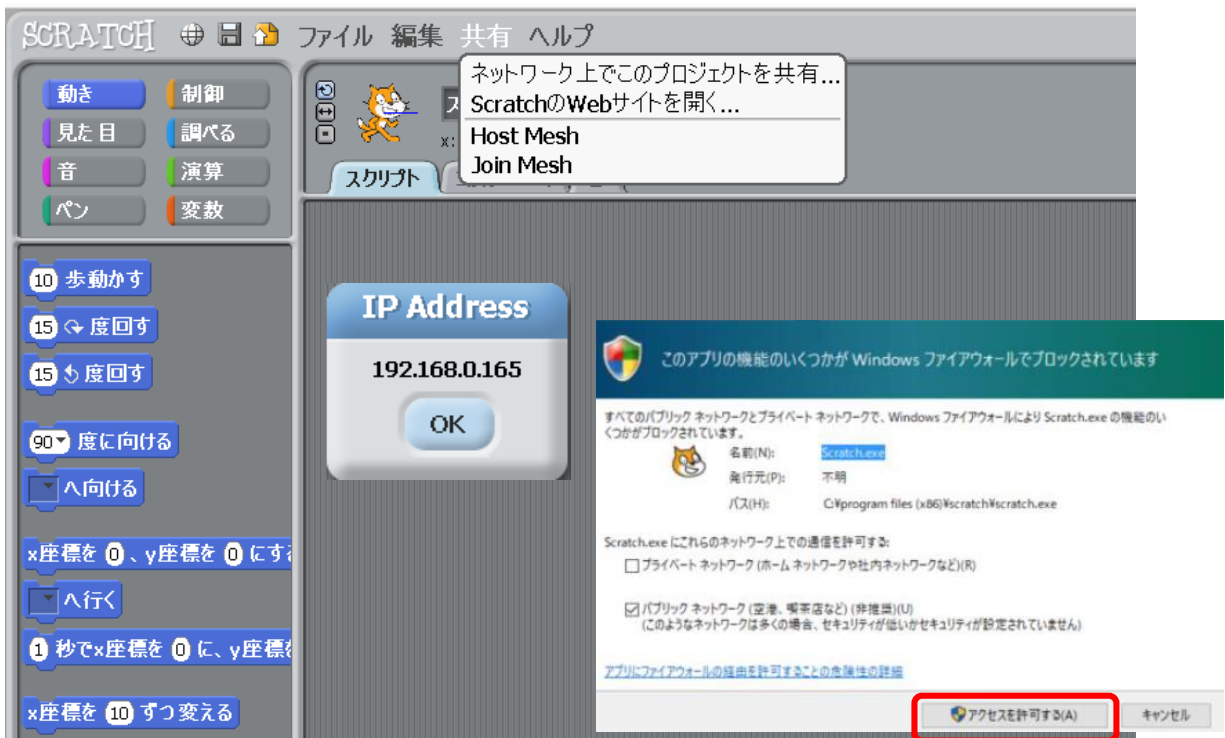 SCRATCH ファイル 編集 共有 ヘルプ
ネットワーク上でこのプロジェクトを共有...
ScratchのWebサイトを開く...
Host Mesh
Join Mesh
動き 制御
見た目 調べる
音 演算
ペン 変数
ス
x:
スクリプト
10 歩動かす
15 度回す
15 度回す
90 度に向ける
へ向ける
x座標を 0 、y座標を 0 にする
へ行く
1 秒でx座標を 0 に、y座標を
x座標を 10 ずつ変える
IP Address
192.168.0.165
OK
このアプリの機能のいくつかが Windows ファイアウォールでブロックされています
すべてのパブリック ネットワークとプライベート ネットワークで、Windows ファイアウォールにより Scratch.exe の機能のい
くつかがブロックされています。
名前(N): Scratch.exe
発行元(P): 不明
パス(H): C:¥program files (x86)¥scratch¥scratch.exe
Scratch.exe にこれらのネットワーク上での通信を許可する:
プライベート ネットワーク (ホーム ネットワークや社内ネットワークなど)(R)
パブリック ネットワーク (空港、喫茶店など) (非推奨)(U)
(このようなネットワークは多くの場合、セキュリティが低いかセキュリティが設定されていません)
アプリにファイアウォールの経由を許可することの危険性の詳細
アクセスを許可する(A) キャンセル